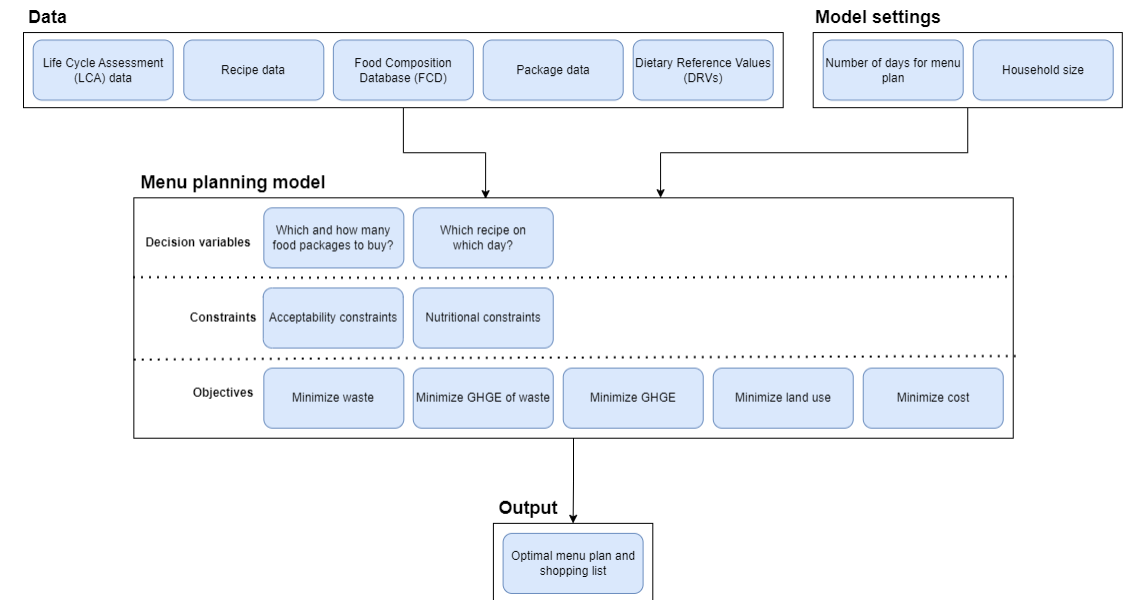 Data
Life Cycle Assessment
(LCA) data
Recipe data
Food Composition
Database (FCD)
Package data
Dietary Reference Values
(DRVs)
Model settings
Number of days for menu
plan
Household size
Menu planning model
Decision variables
Which and how many
food packages to buy?
Which recipe on
which day?
Constraints
Acceptability constraints
Nutritional constraints
Objectives
Minimize waste
Minimize GHGE of waste
Minimize GHGE
Minimize land use
Minimize cost
Output
Optimal menu plan and
shopping list